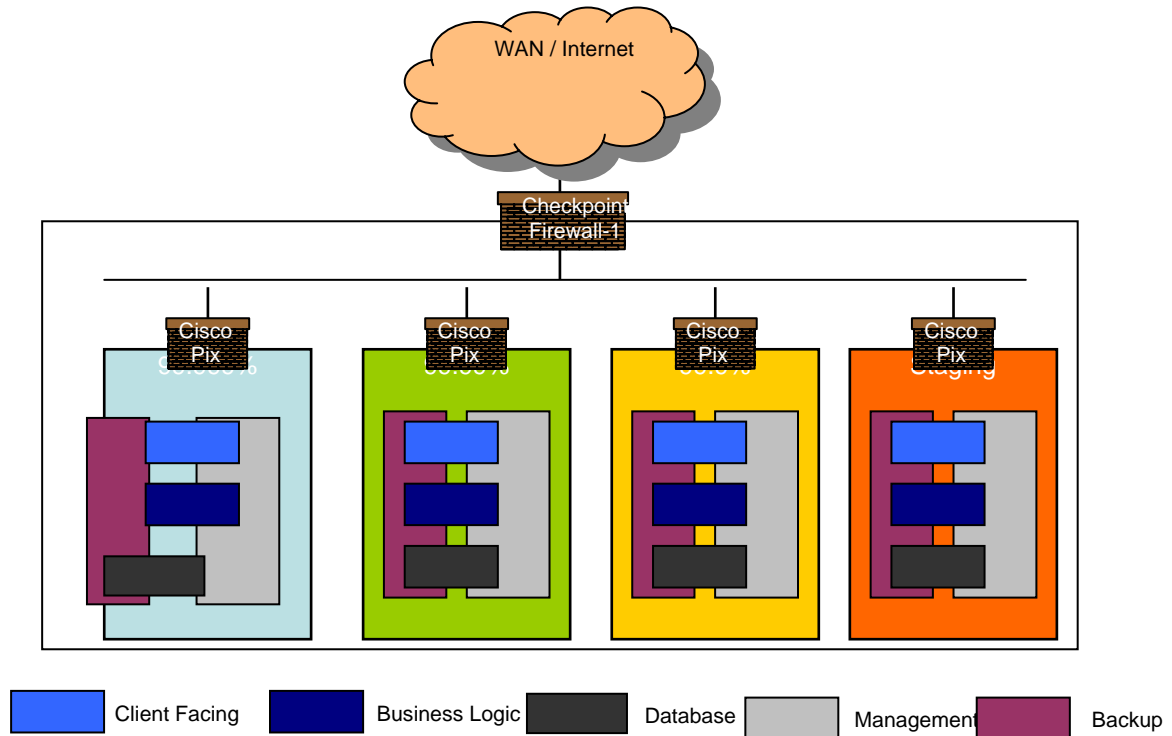 WAN / Internet
Checkpoint
Firewall-1
Cisco
Pix
Cisco
Pix
Cisco
Pix
Cisco
Pix
Staging
Client Facing
Business Logic
Database
Management
Backup